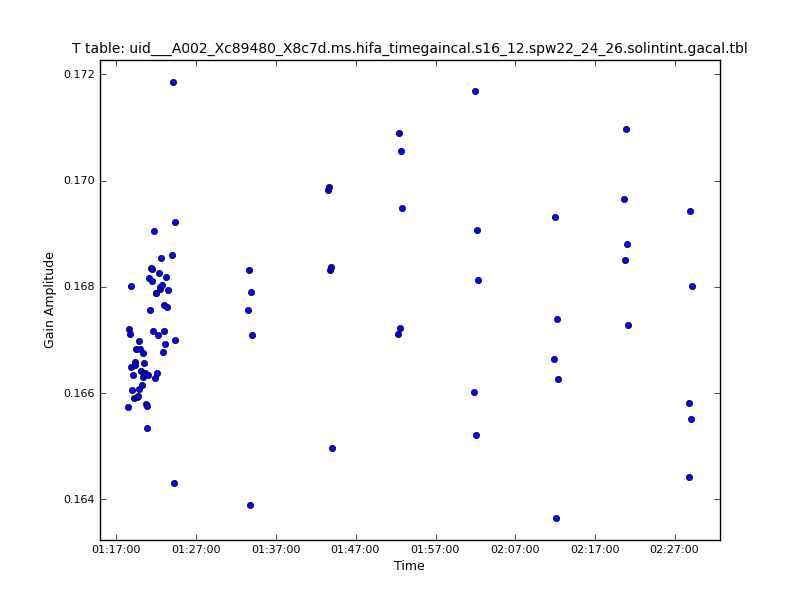 T table: uid___A002_Xc89480_X8c7d.ms.hifa_timegaincal.s16_12.spw22_24_26.solintint.gacal.tbl
0.172
0.170
0.168
0.166
0.164
Gain Amplitude
01:17:00 01:27:00 01:37:00 01:47:00 01:57:00 02:07:00 02:17:00 02:27:00
Time